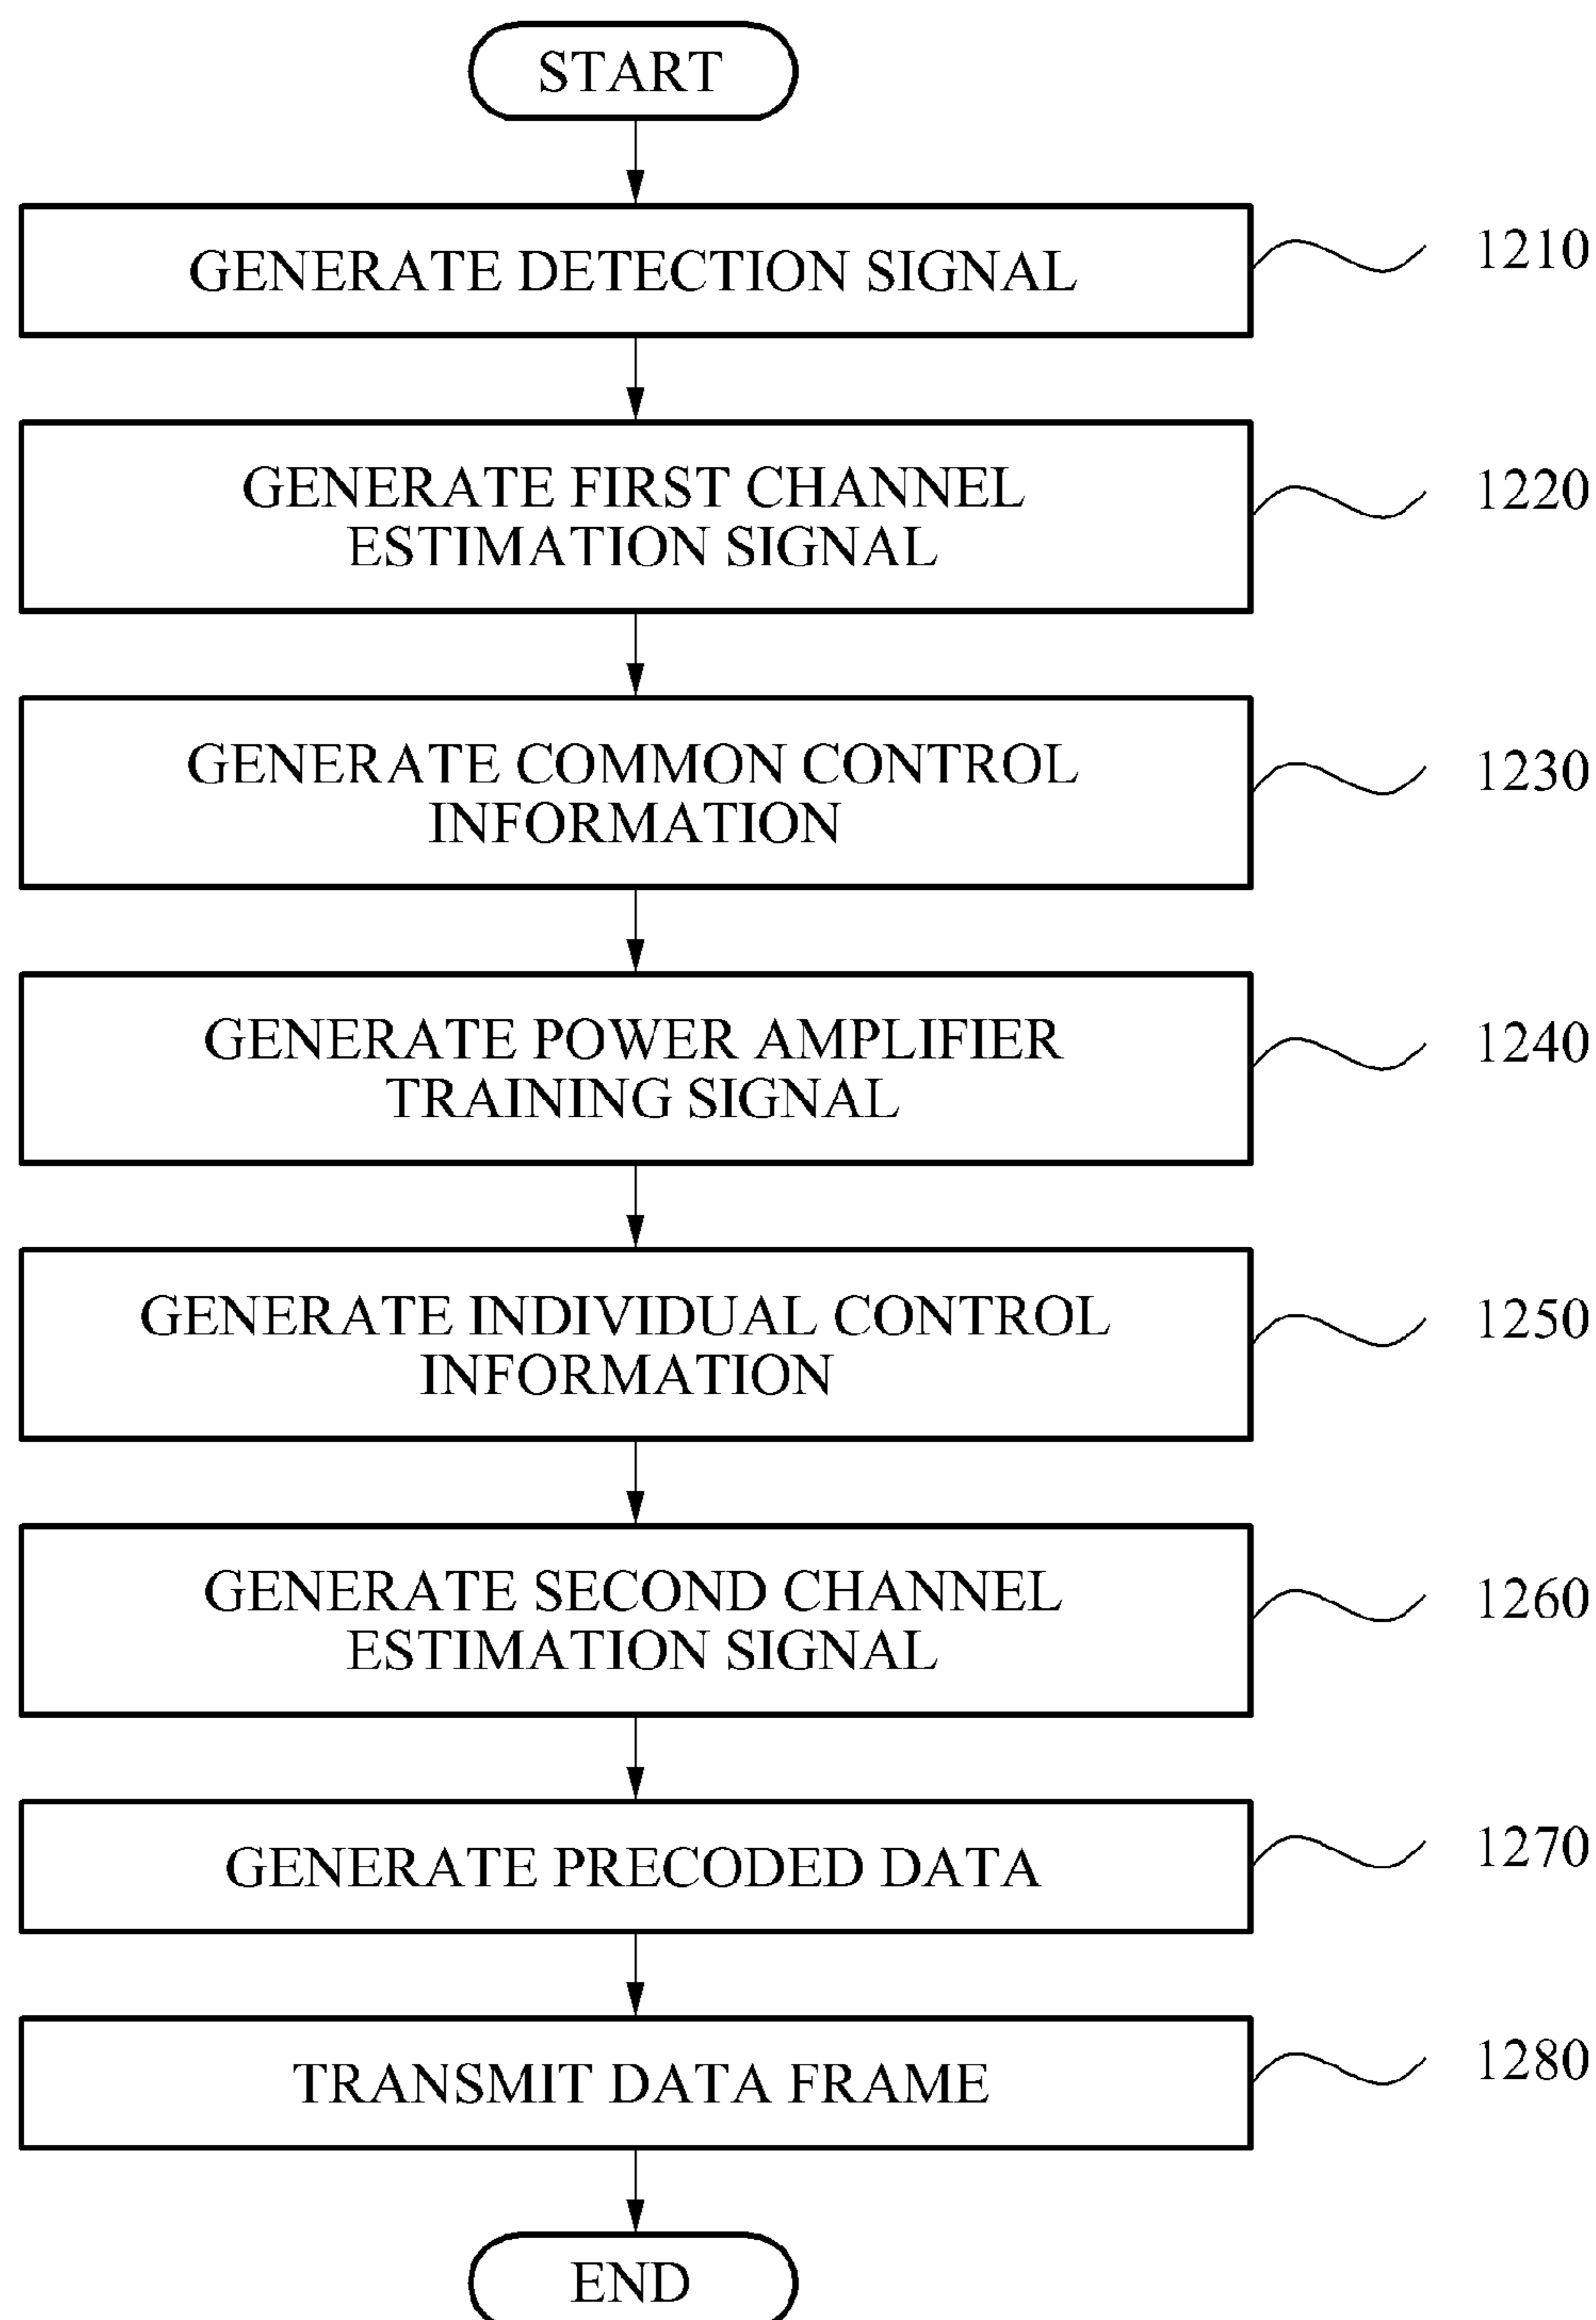 START
GENERATE DETECTION SIGNAL
1210
GENERATE FIRST CHANNEL
ESTIMATION SIGNAL
1220
GENERATE COMMON CONTROL
INFORMATION
1230
GENERATE POWER AMPLIFIER
TRAINING SIGNAL
1240
GENERATE INDIVIDUAL CONTROL
INFORMATION
1250
GENERATE SECOND CHANNEL
ESTIMATION SIGNAL
1260
GENERATE PRECODED DATA
1270
TRANSMIT DATA FRAME
1280
END